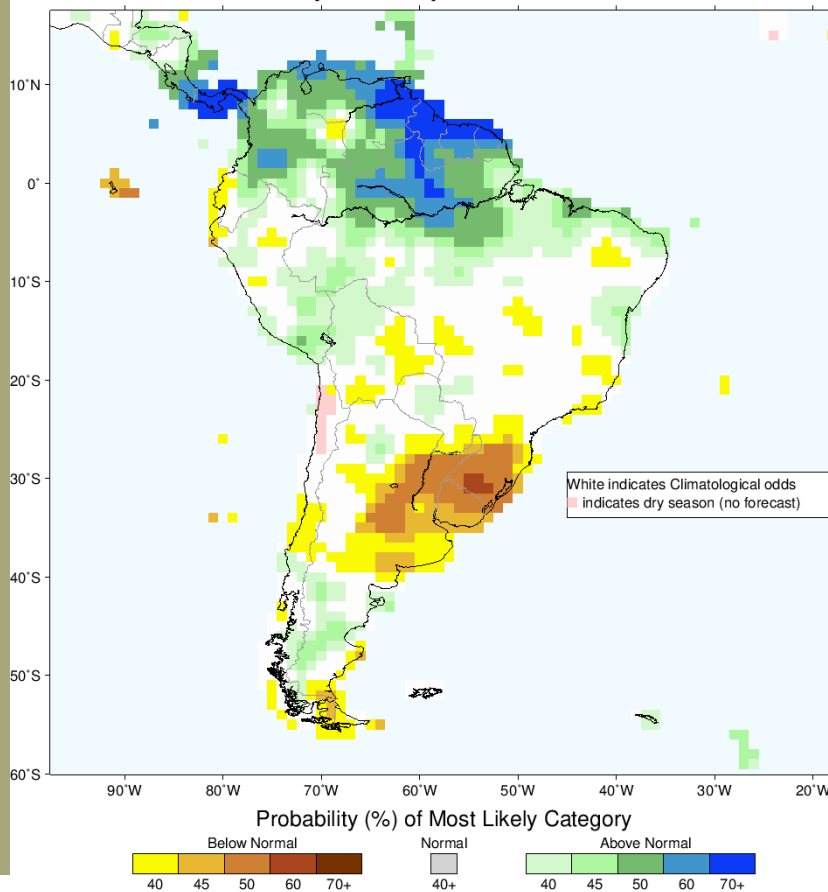 10˚N
0˚
10˚S
20˚S
30˚S
40˚S
50˚S
60˚S
White indicates Climatological odds
indicates dry season (no forecast)
90˚W 80˚W 70˚W 60˚W 50˚W 40˚W 30˚W 20˚W
Probability (%) of Most Likely Category
Below Normal Normal Above Normal
40 45 50 60 70+ 40+ 40 45 50 60 70+